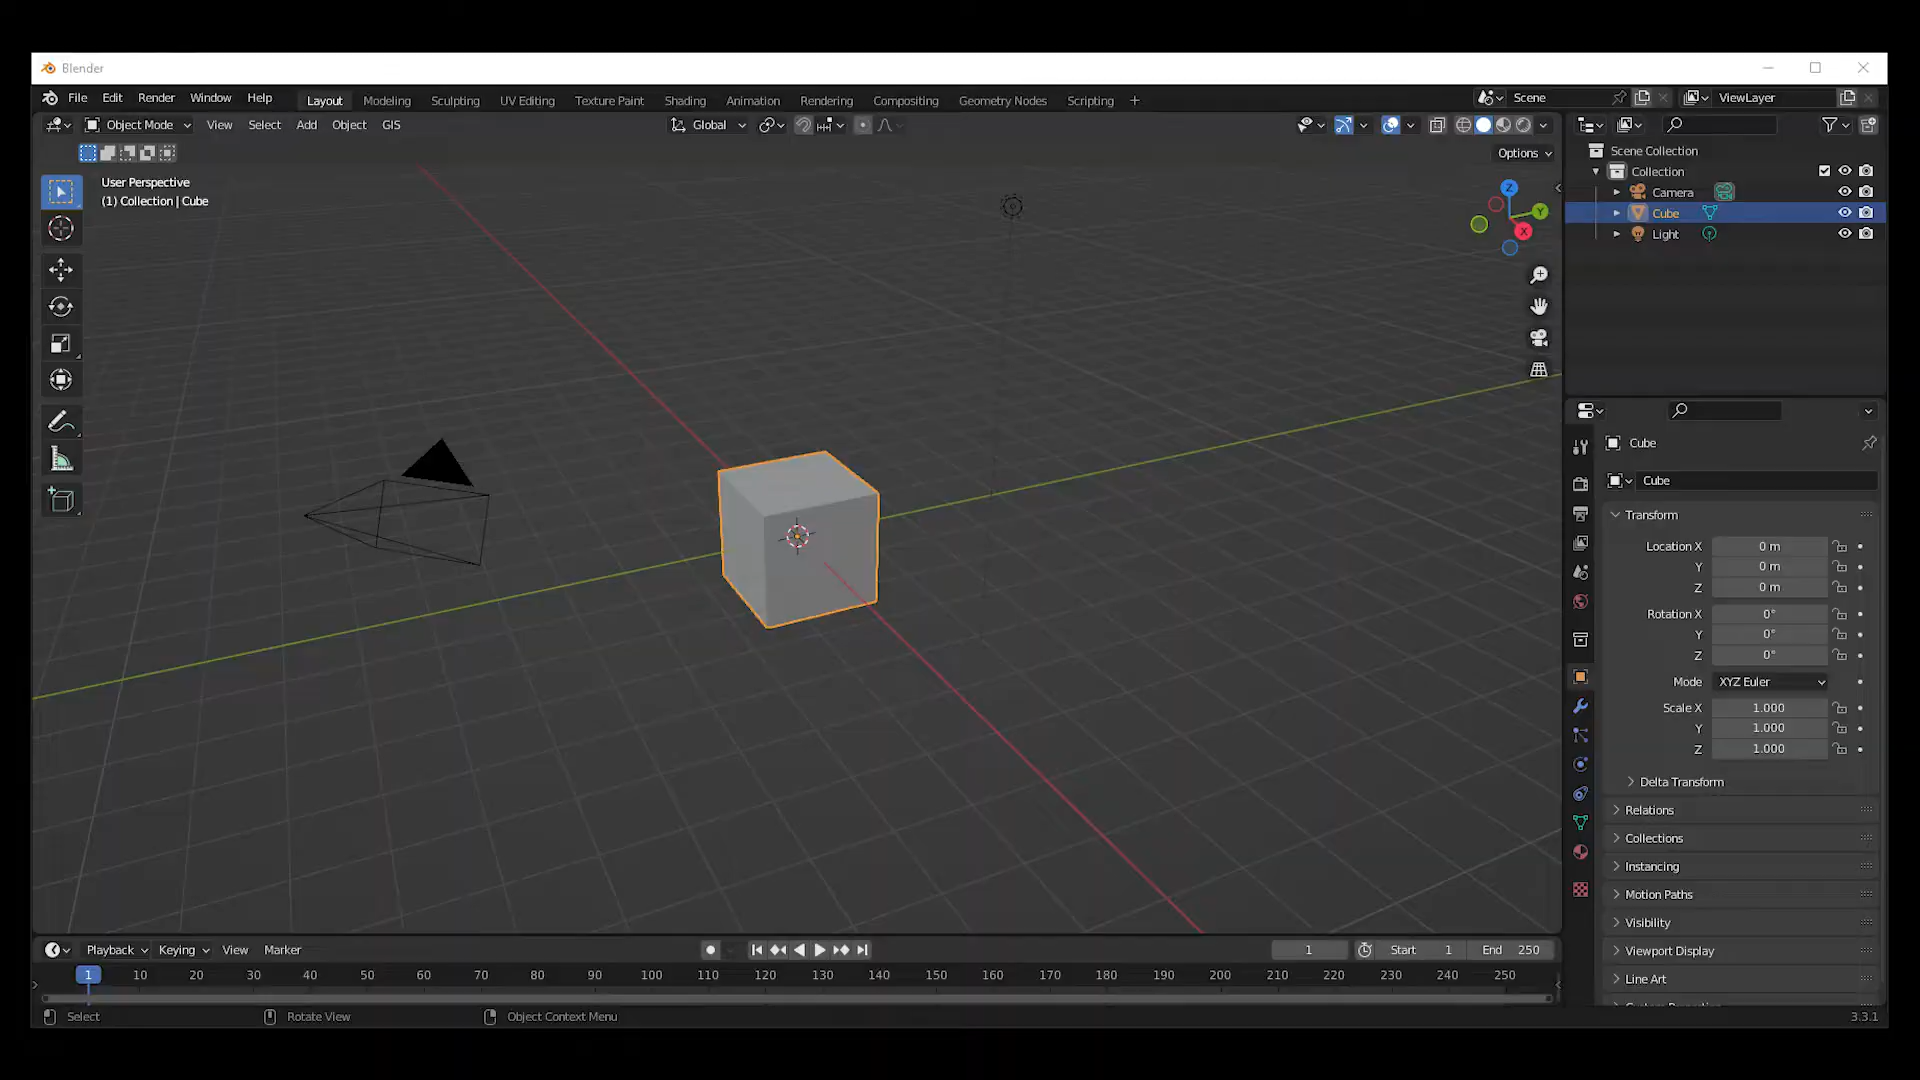 Blender
File Edit Render Window Help Layout Modeling Sculpting UV Editing Texture Paint Shading Animation Rendering Compositing Geometry Nodes Scripting + Scene ViewLayer
Object Mode View Select Add Object GIS Global
Options
User Perspective
(1) Collection | Cube
Z
Y
X
Scene Collection
Collection
Camera
Cube
Light
Cube
Cube
Transform
Location X 0 m
Y 0 m
Z 0 m
Rotation X 0°
Y 0°
Z 0°
Mode XYZ Euler
Scale X 1.000
Y 1.000
Z 1.000
Delta Transform
Relations
Collections
Instancing
Motion Paths
Visibility
Viewport Display
Line Art
Playback Keying View Marker 1 Start 1 End 250
1 10 20 30 40 50 60 70 80 90 100 110 120 130 140 150 160 170 180 190 200 210 220 230 240 250
Select Rotate View Object Context Menu 3.3.1